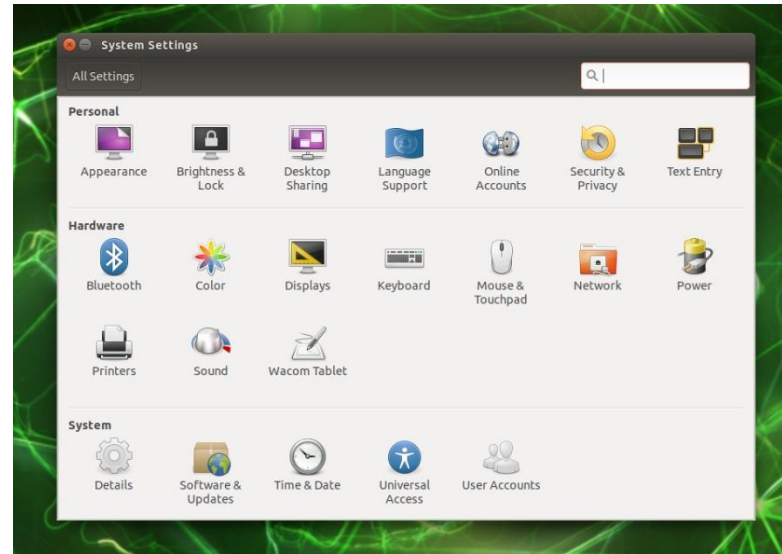 System Settings
All Settings
Personal
Appearance
Brightness &
Lock
Desktop
Sharing
Language
Support
Online
Accounts
Security &
Privacy
Text Entry
Hardware
Bluetooth
Color
Displays
Keyboard
Mouse &
Touchpad
Network
Power
Printers
Sound
Wacom Tablet
System
Details
Software &
Updates
Time & Date
Universal
Access
User Accounts